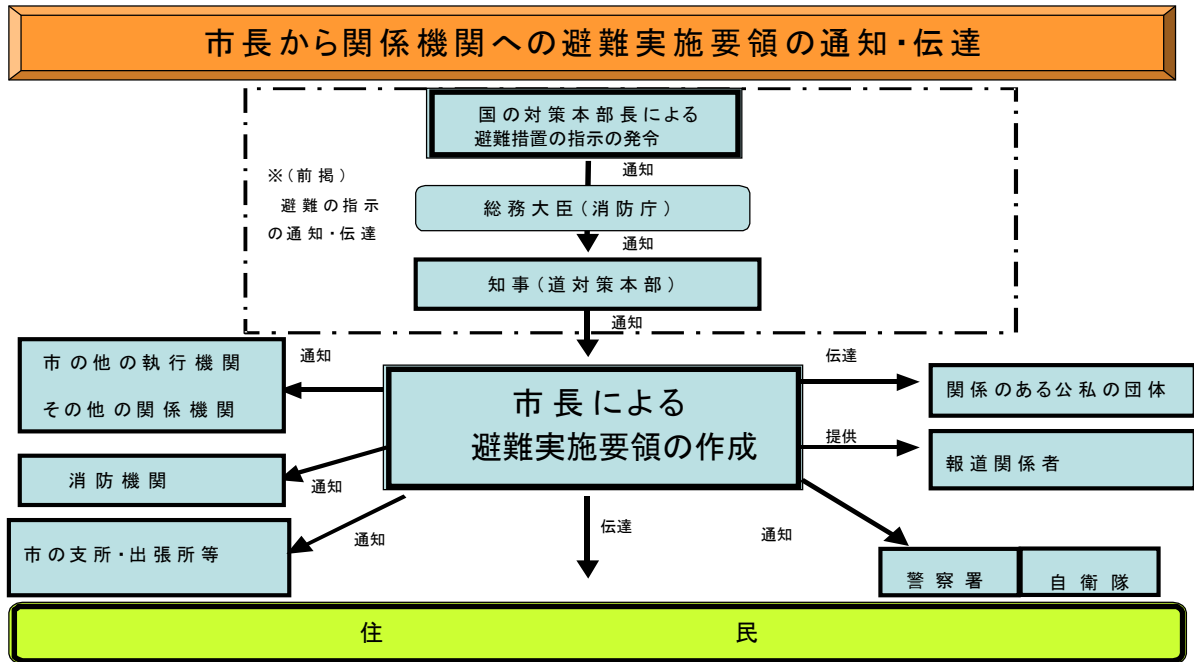 市長から関係機関への避難実施要領の通知・伝達
国の対策本部長による
避難措置の指示の発令
通知
※(前掲)
避難の指示
の通知・伝達
総務大臣(消防庁)
通知
知事(道対策本部)
通知
市の他の執行機関
その他の関係機関
通知
市長による
避難実施要領の作成
伝達
関係のある公私の団体
提供
報道関係者
消防機関
通知
市の支所・出張所等
通知
伝達
通知
警察署
自衛隊
住民